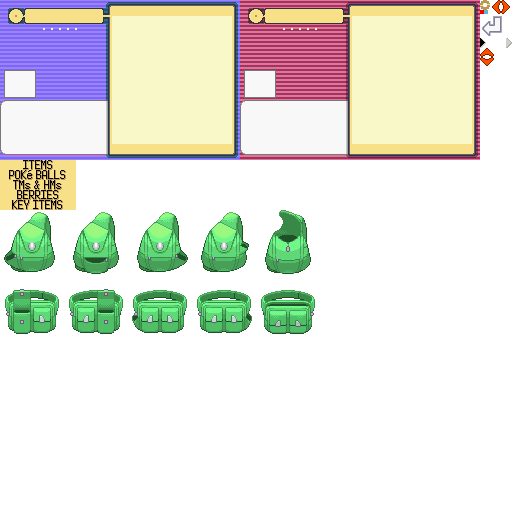 ITEMS
POKé BALLS
TMs & HMs
BERRIES
KEY ITEMS